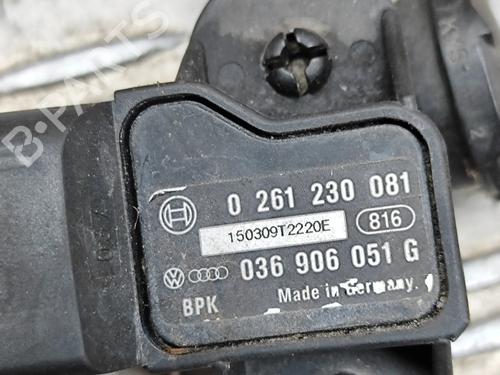 0 261 230 081
150309T2220E
816
036 906 051 G
Made in Germany.
BPK
B-PARTS